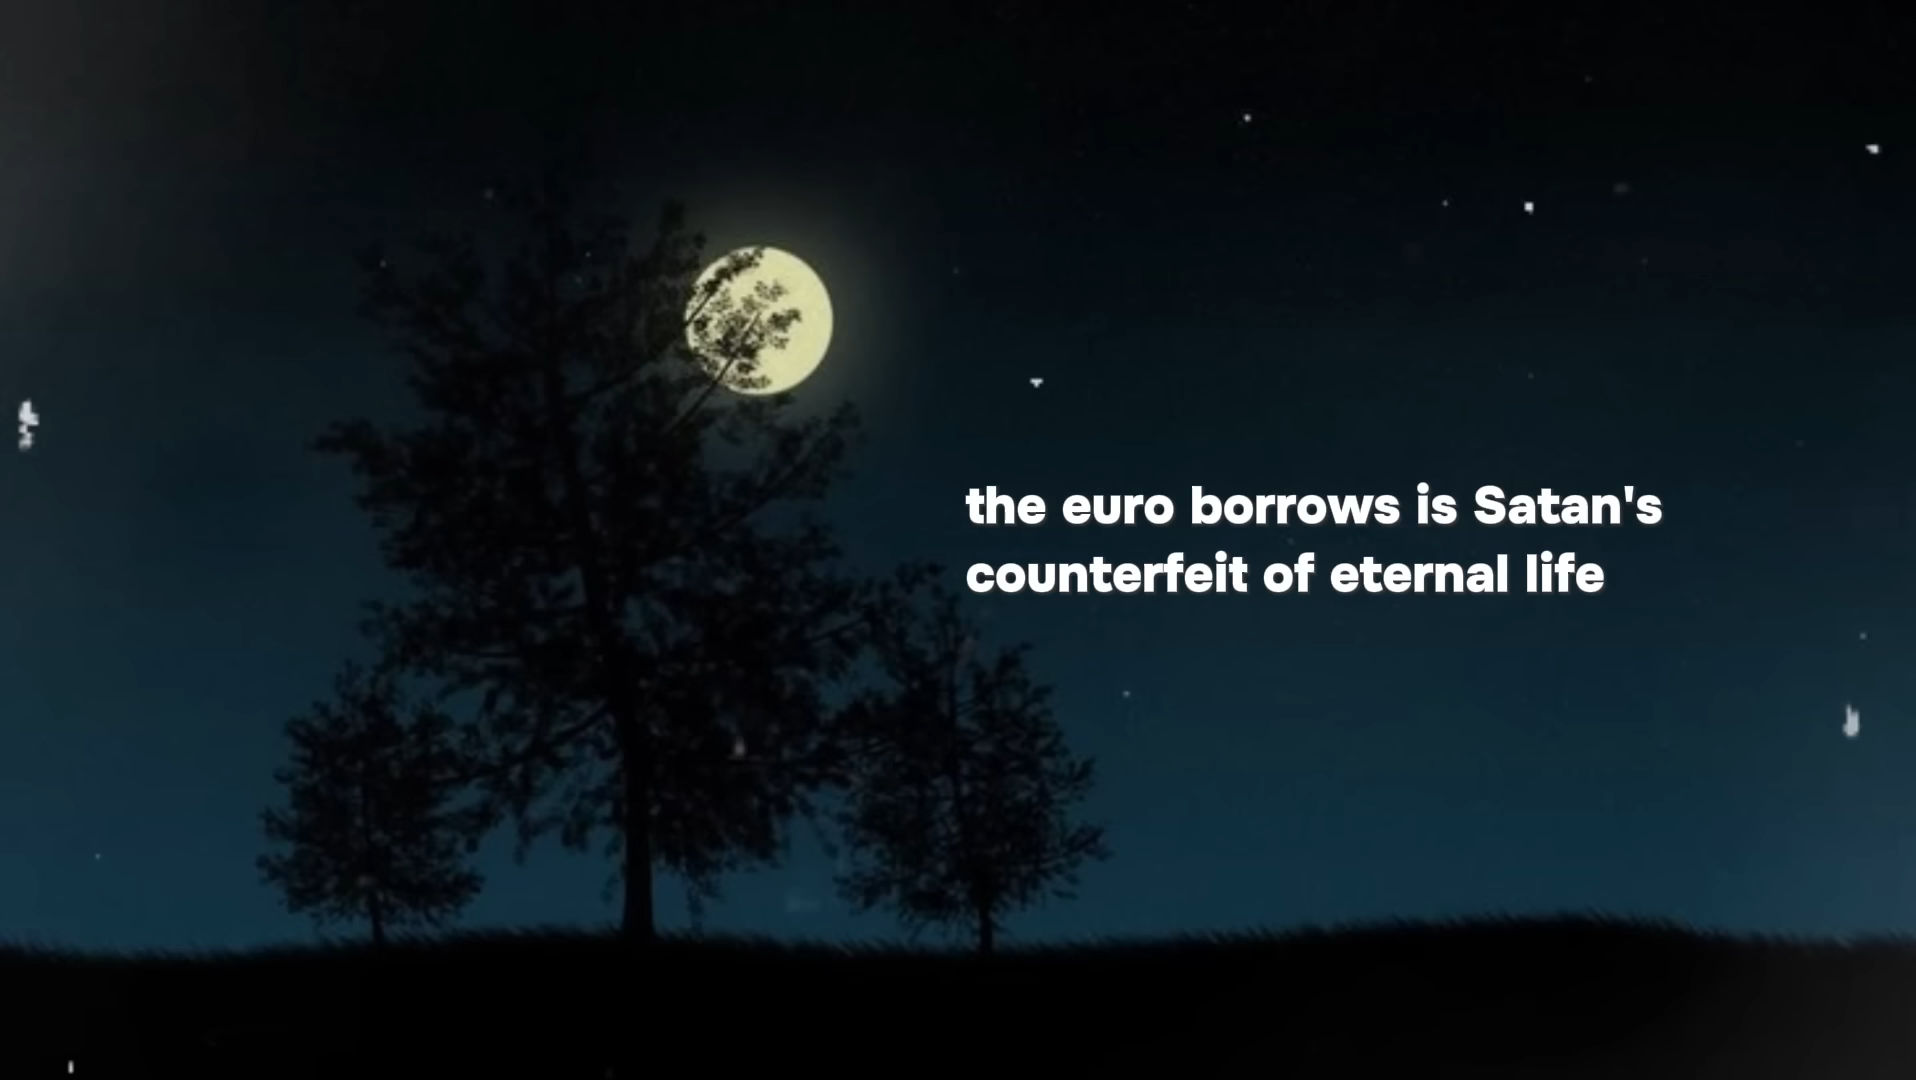 the euro borrows is Satan's
counterfeit of eternal life